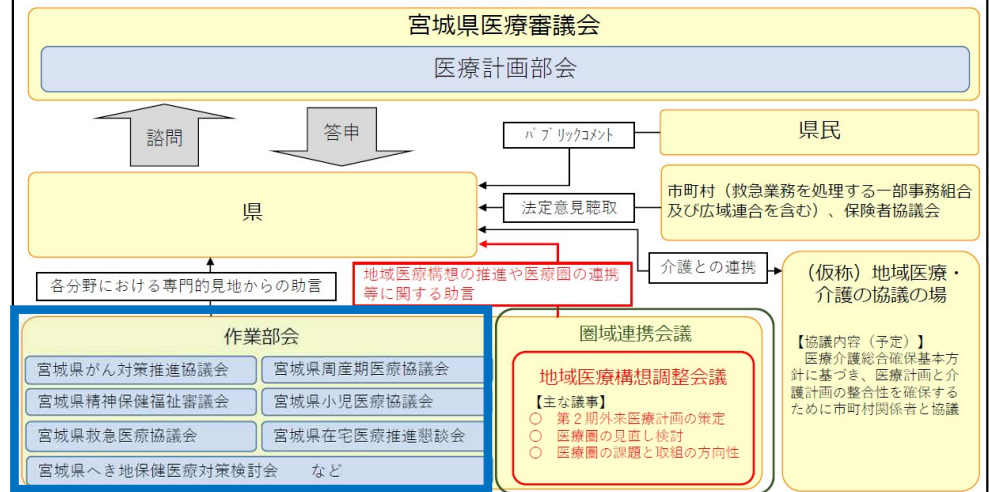 宮城県医療審議会
医療計画部会
諮問
答申
パブリックコメント
県民
県
法定意見聴取
市町村（救急業務を処理する一部事務組合
及び広域連合を含む）、保険者協議会
各分野における専門的見地からの助言
地域医療構想の推進や医療圏の連携
等に関する助言
介護との連携
（仮称）地域医療・
介護の協議の場
【協議内容（予定）】
医療介護総合確保基本方
針に基づき、医療計画と介
護計画の整合性を確保する
ために市町村関係者と協議
作業部会
宮城県がん対策推進協議会
宮城県周産期医療協議会
宮城県精神保健福祉審議会
宮城県小児医療協議会
宮城県救急医療協議会
宮城県在宅医療推進懇談会
宮城県へき地保健医療対策検討会　など
圏域連携会議
地域医療構想調整会議
【主な議事】
○　第２期外来医療計画の策定
○　医療圏の見直し検討
○　医療圏の課題と取組の方向性